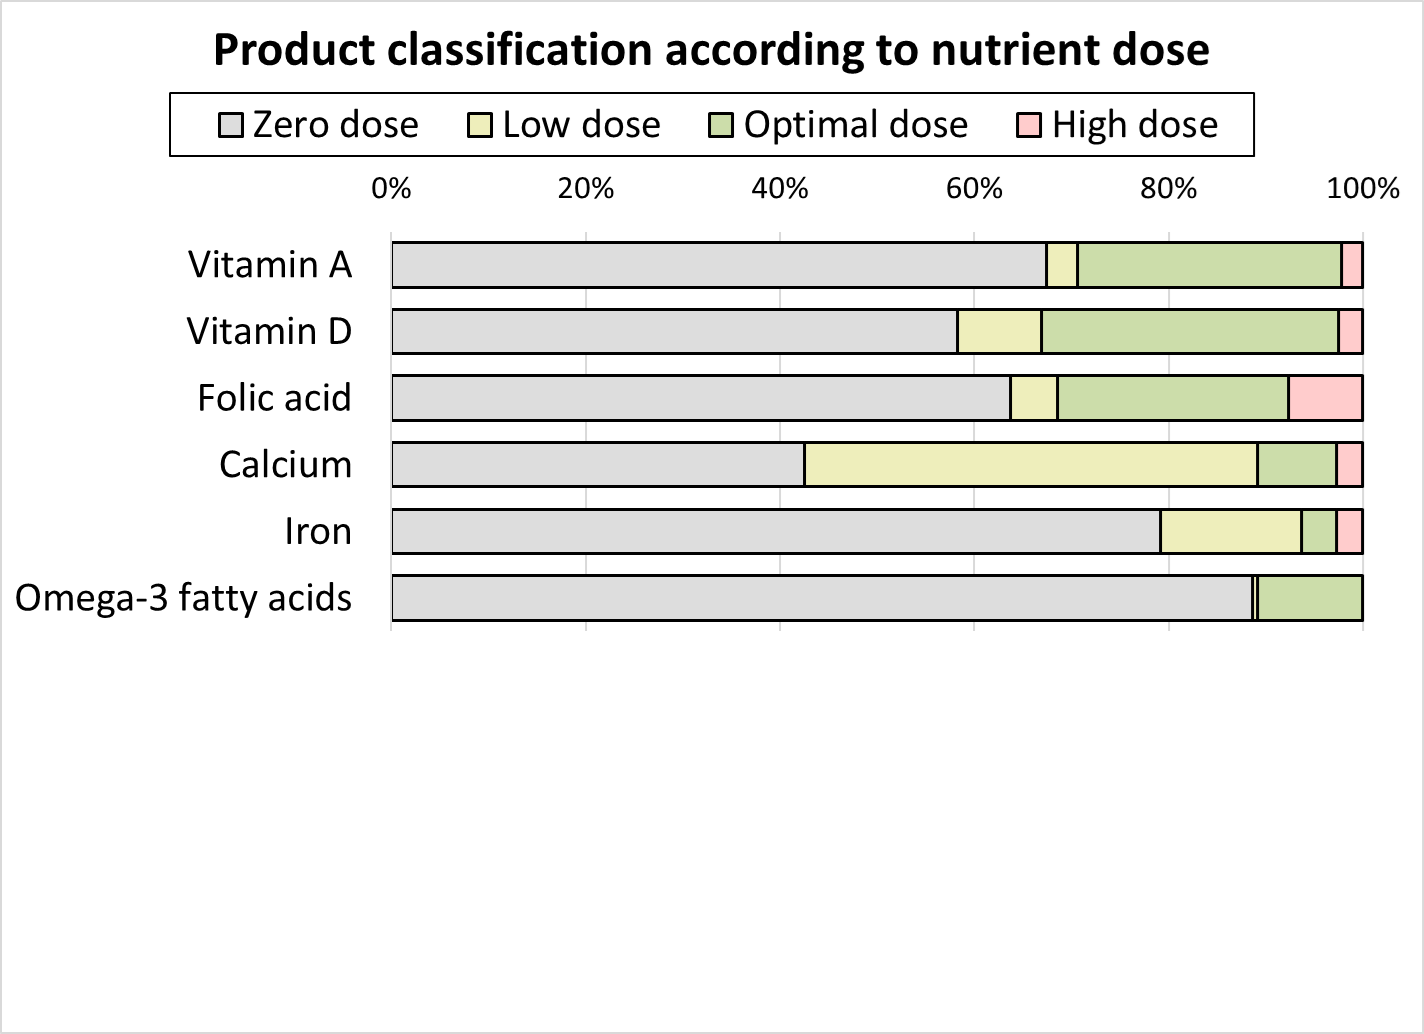 Product classification according to nutrient dose
Zero dose Low dose Optimal dose High dose
0% 20% 40% 60% 80% 100%
Vitamin A
Vitamin D
Folic acid
Calcium
Iron
Omega-3 fatty acids